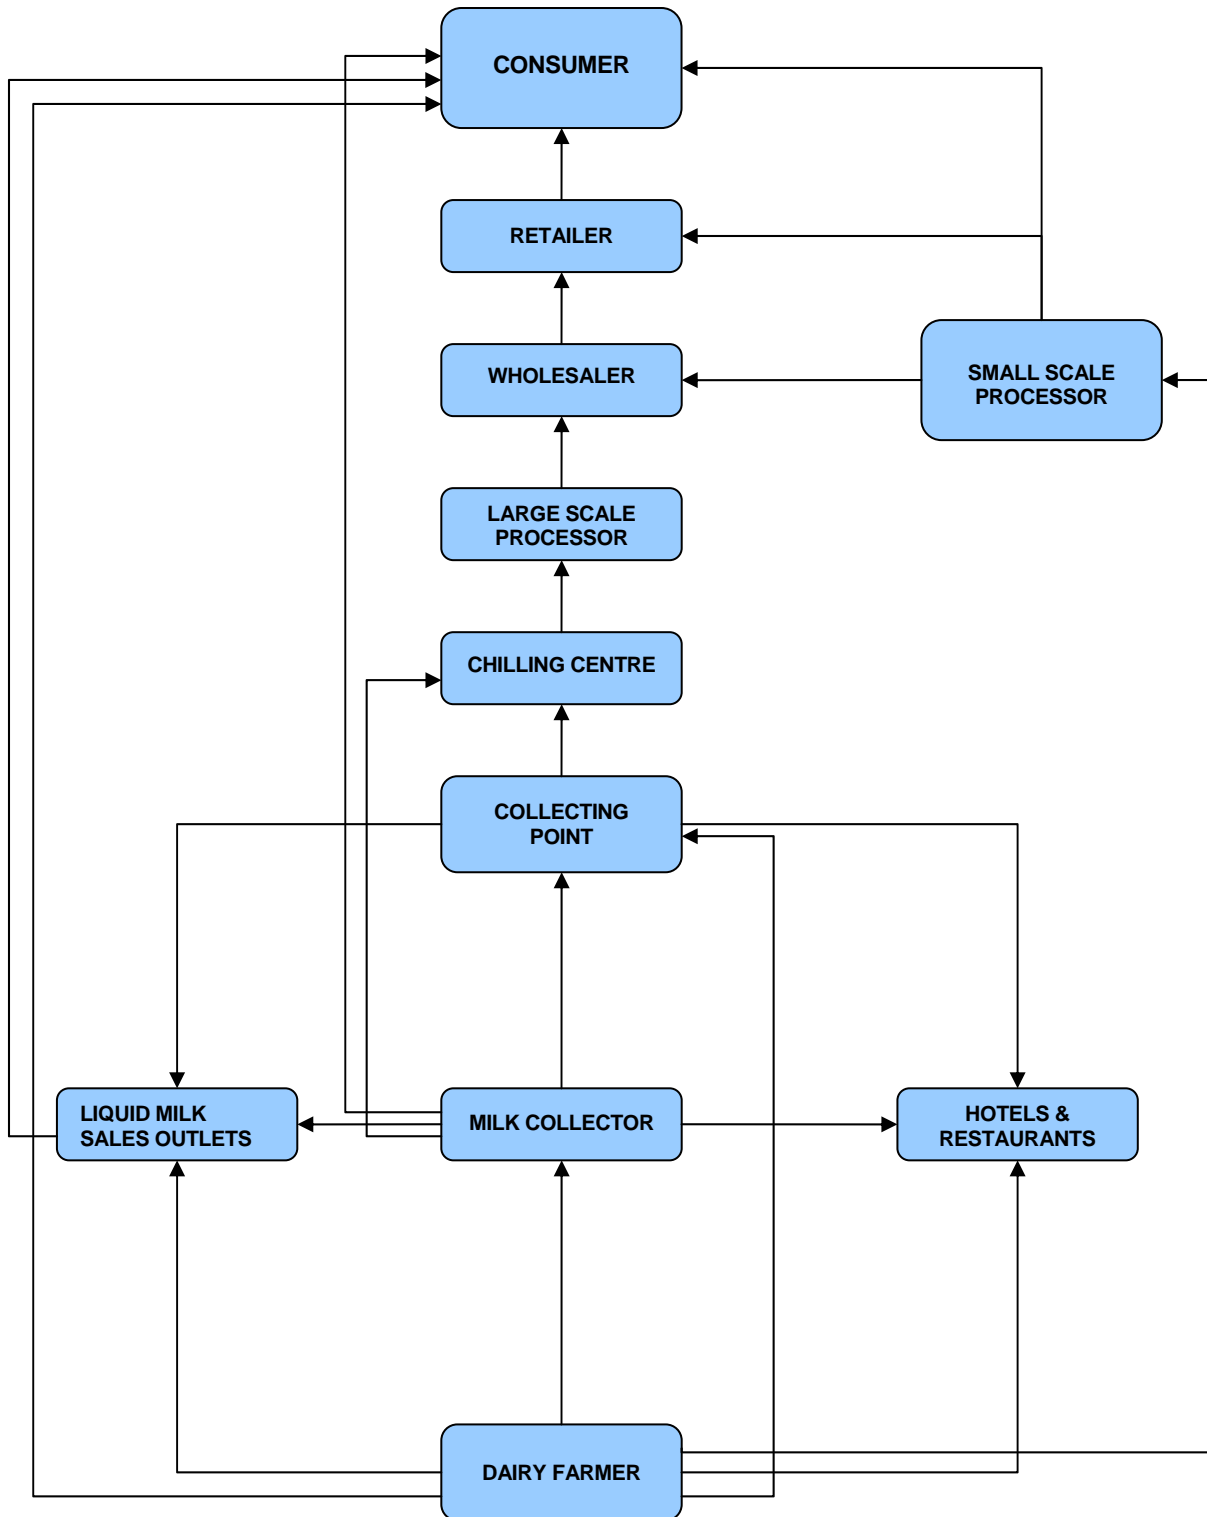 CONSUMER
RETAILER
WHOLESALER
SMALL SCALE
PROCESSOR
LARGE SCALE
PROCESSOR
CHILLING CENTRE
COLLECTING
POINT
LIQUID MILK
SALES OUTLETS
MILK COLLECTOR
HOTELS &
RESTAURANTS
DAIRY FARMER